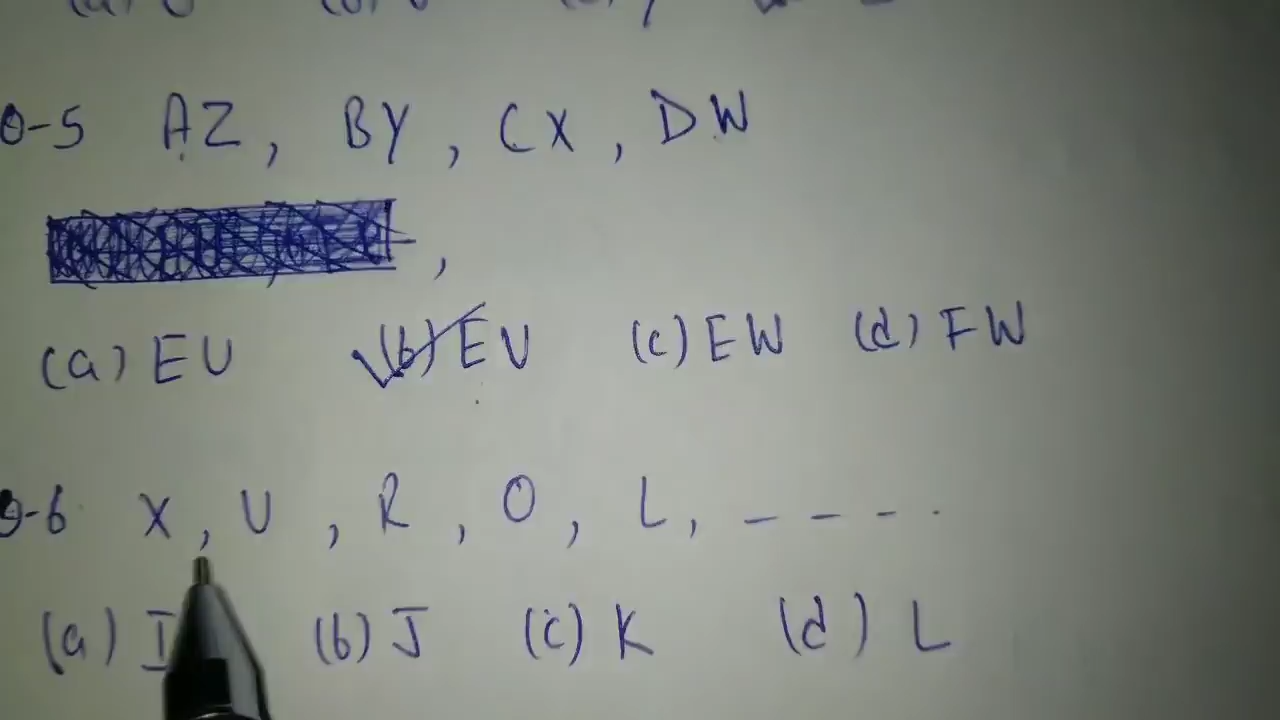 Q-5 AZ, BY, CX, DW
,
(a) EU (b) EV (c) EW (d) FW
Q-6 X, U, R, O, L, ----.
(a) I (b) J (c) K (d) L